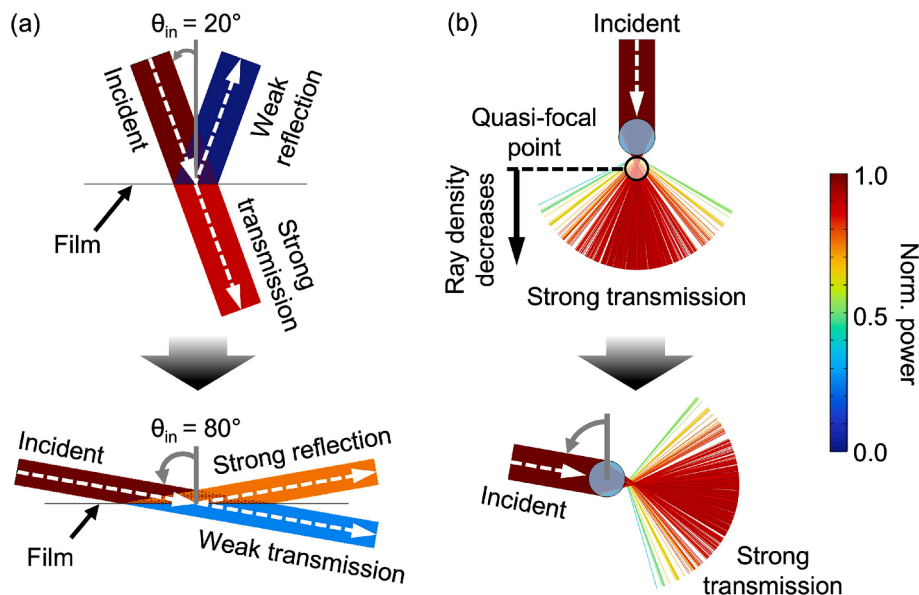 (a)
θin = 20°
Incident
Weak
reflection
Film
Strong
transmission
θin = 80°
Incident
Strong reflection
Film
Weak transmission
(b)
Incident
Quasi-focal
point
Ray density
decreases
Strong transmission
Incident
Strong
transmission
1.0
0.5
0.0
Norm. power